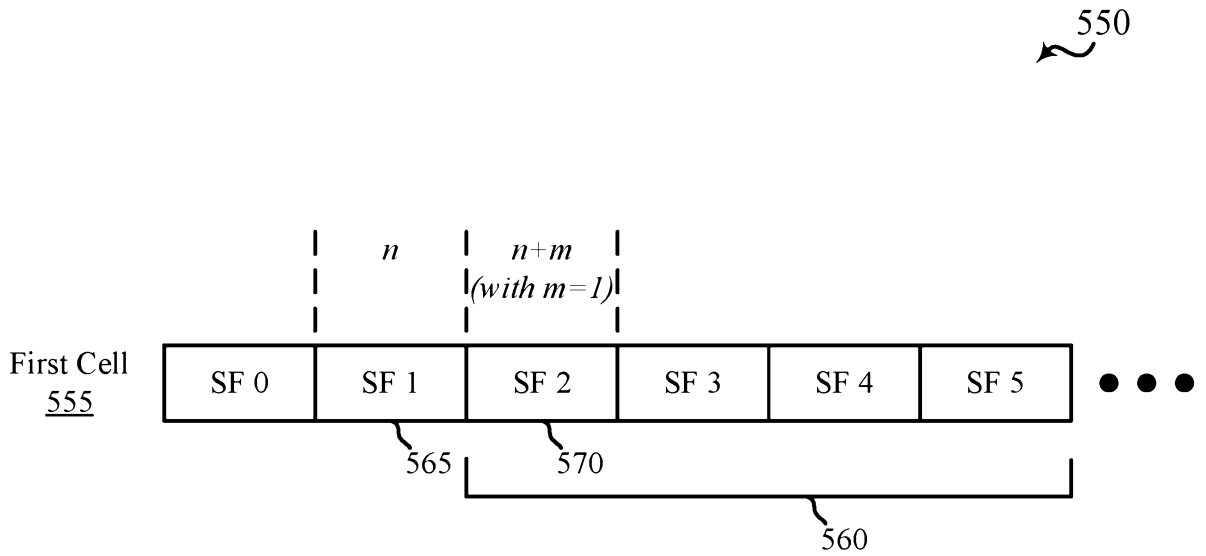 550
n
n+m
(with m=1)
First Cell
555
SF 0
SF 1
SF 2
SF 3
SF 4
SF 5
565
570
560